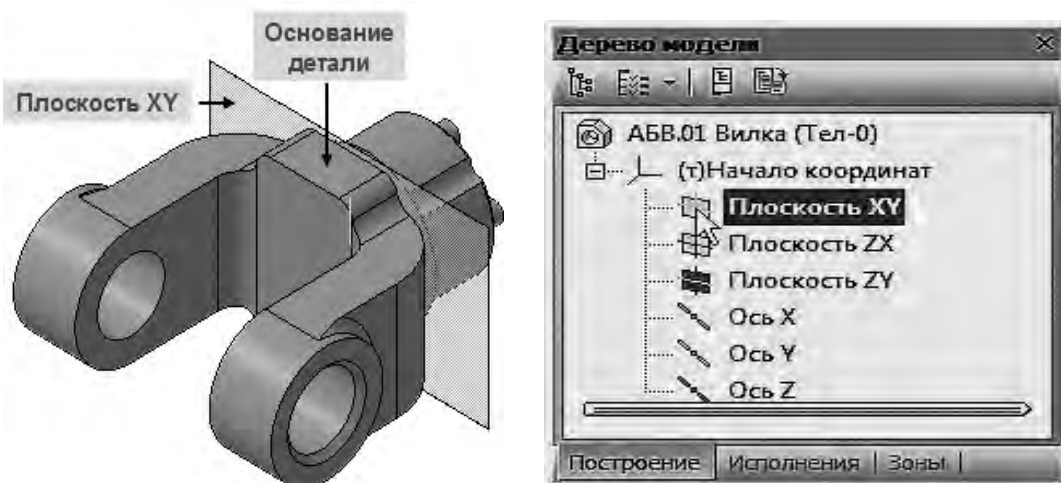 Основание
детали
Плоскость XY
Дерево модели
АБВ.01 Вилка (Тел-0)
(т)Начало координат
Плоскость XY
Плоскость ZX
Плоскость ZY
Ось X
Ось Y
Ось Z
Построение Исполнения Зоны